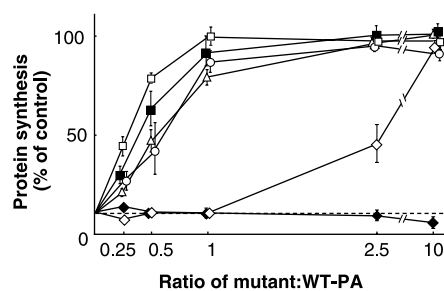 100
50
0
Protein synthesis
(% of control)
0.25 0.5 1 2.5 10
Ratio of mutant:WT-PA